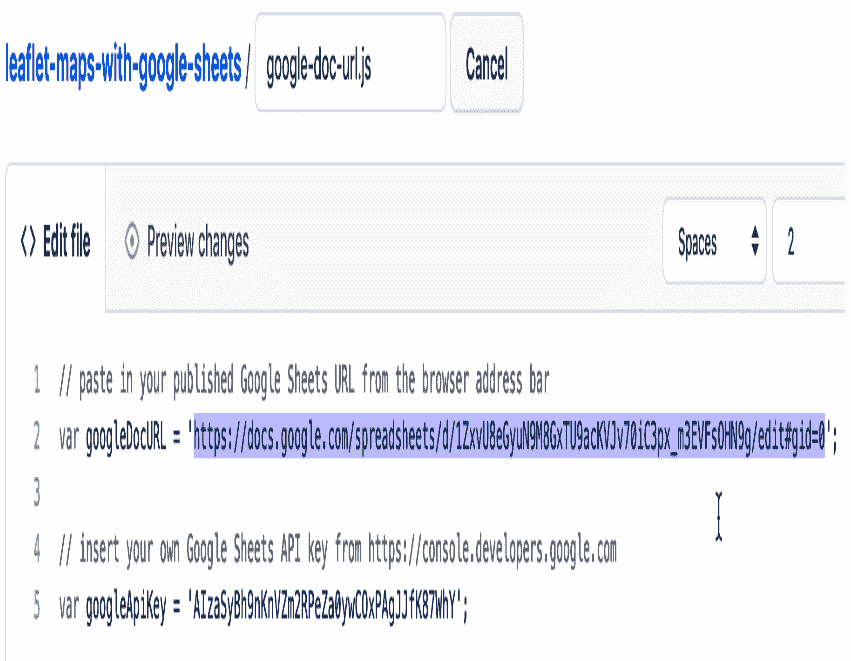 leaflet-maps-with-google-sheets / google-doc-url.js Cancel
<> Edit file Preview changes Spaces 2
1 // paste in your published Google Sheets URL from the browser address bar
2 var googleDocURL = 'https://docs.google.com/spreadsheets/d/1ZxvU8eGyuN9M8GxTU9acKVJv70iC3px_m3EVFsOHN9g/edit#gid=0';
3
4 // insert your own Google Sheets API key from https://console.developers.google.com
5 var googleApiKey = 'AIzaSyBh9nKnVZm2RPeZa0ywCOxPAgJJfK87WhY';